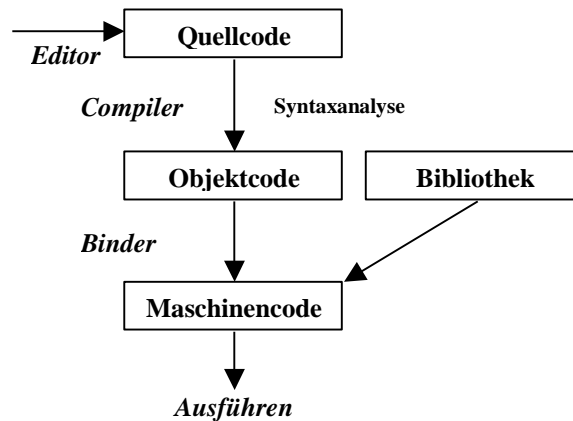 Quellcode
Editor
Compiler
Syntaxanalyse
Objektcode
Bibliothek
Binder
Maschinencode
Ausführen